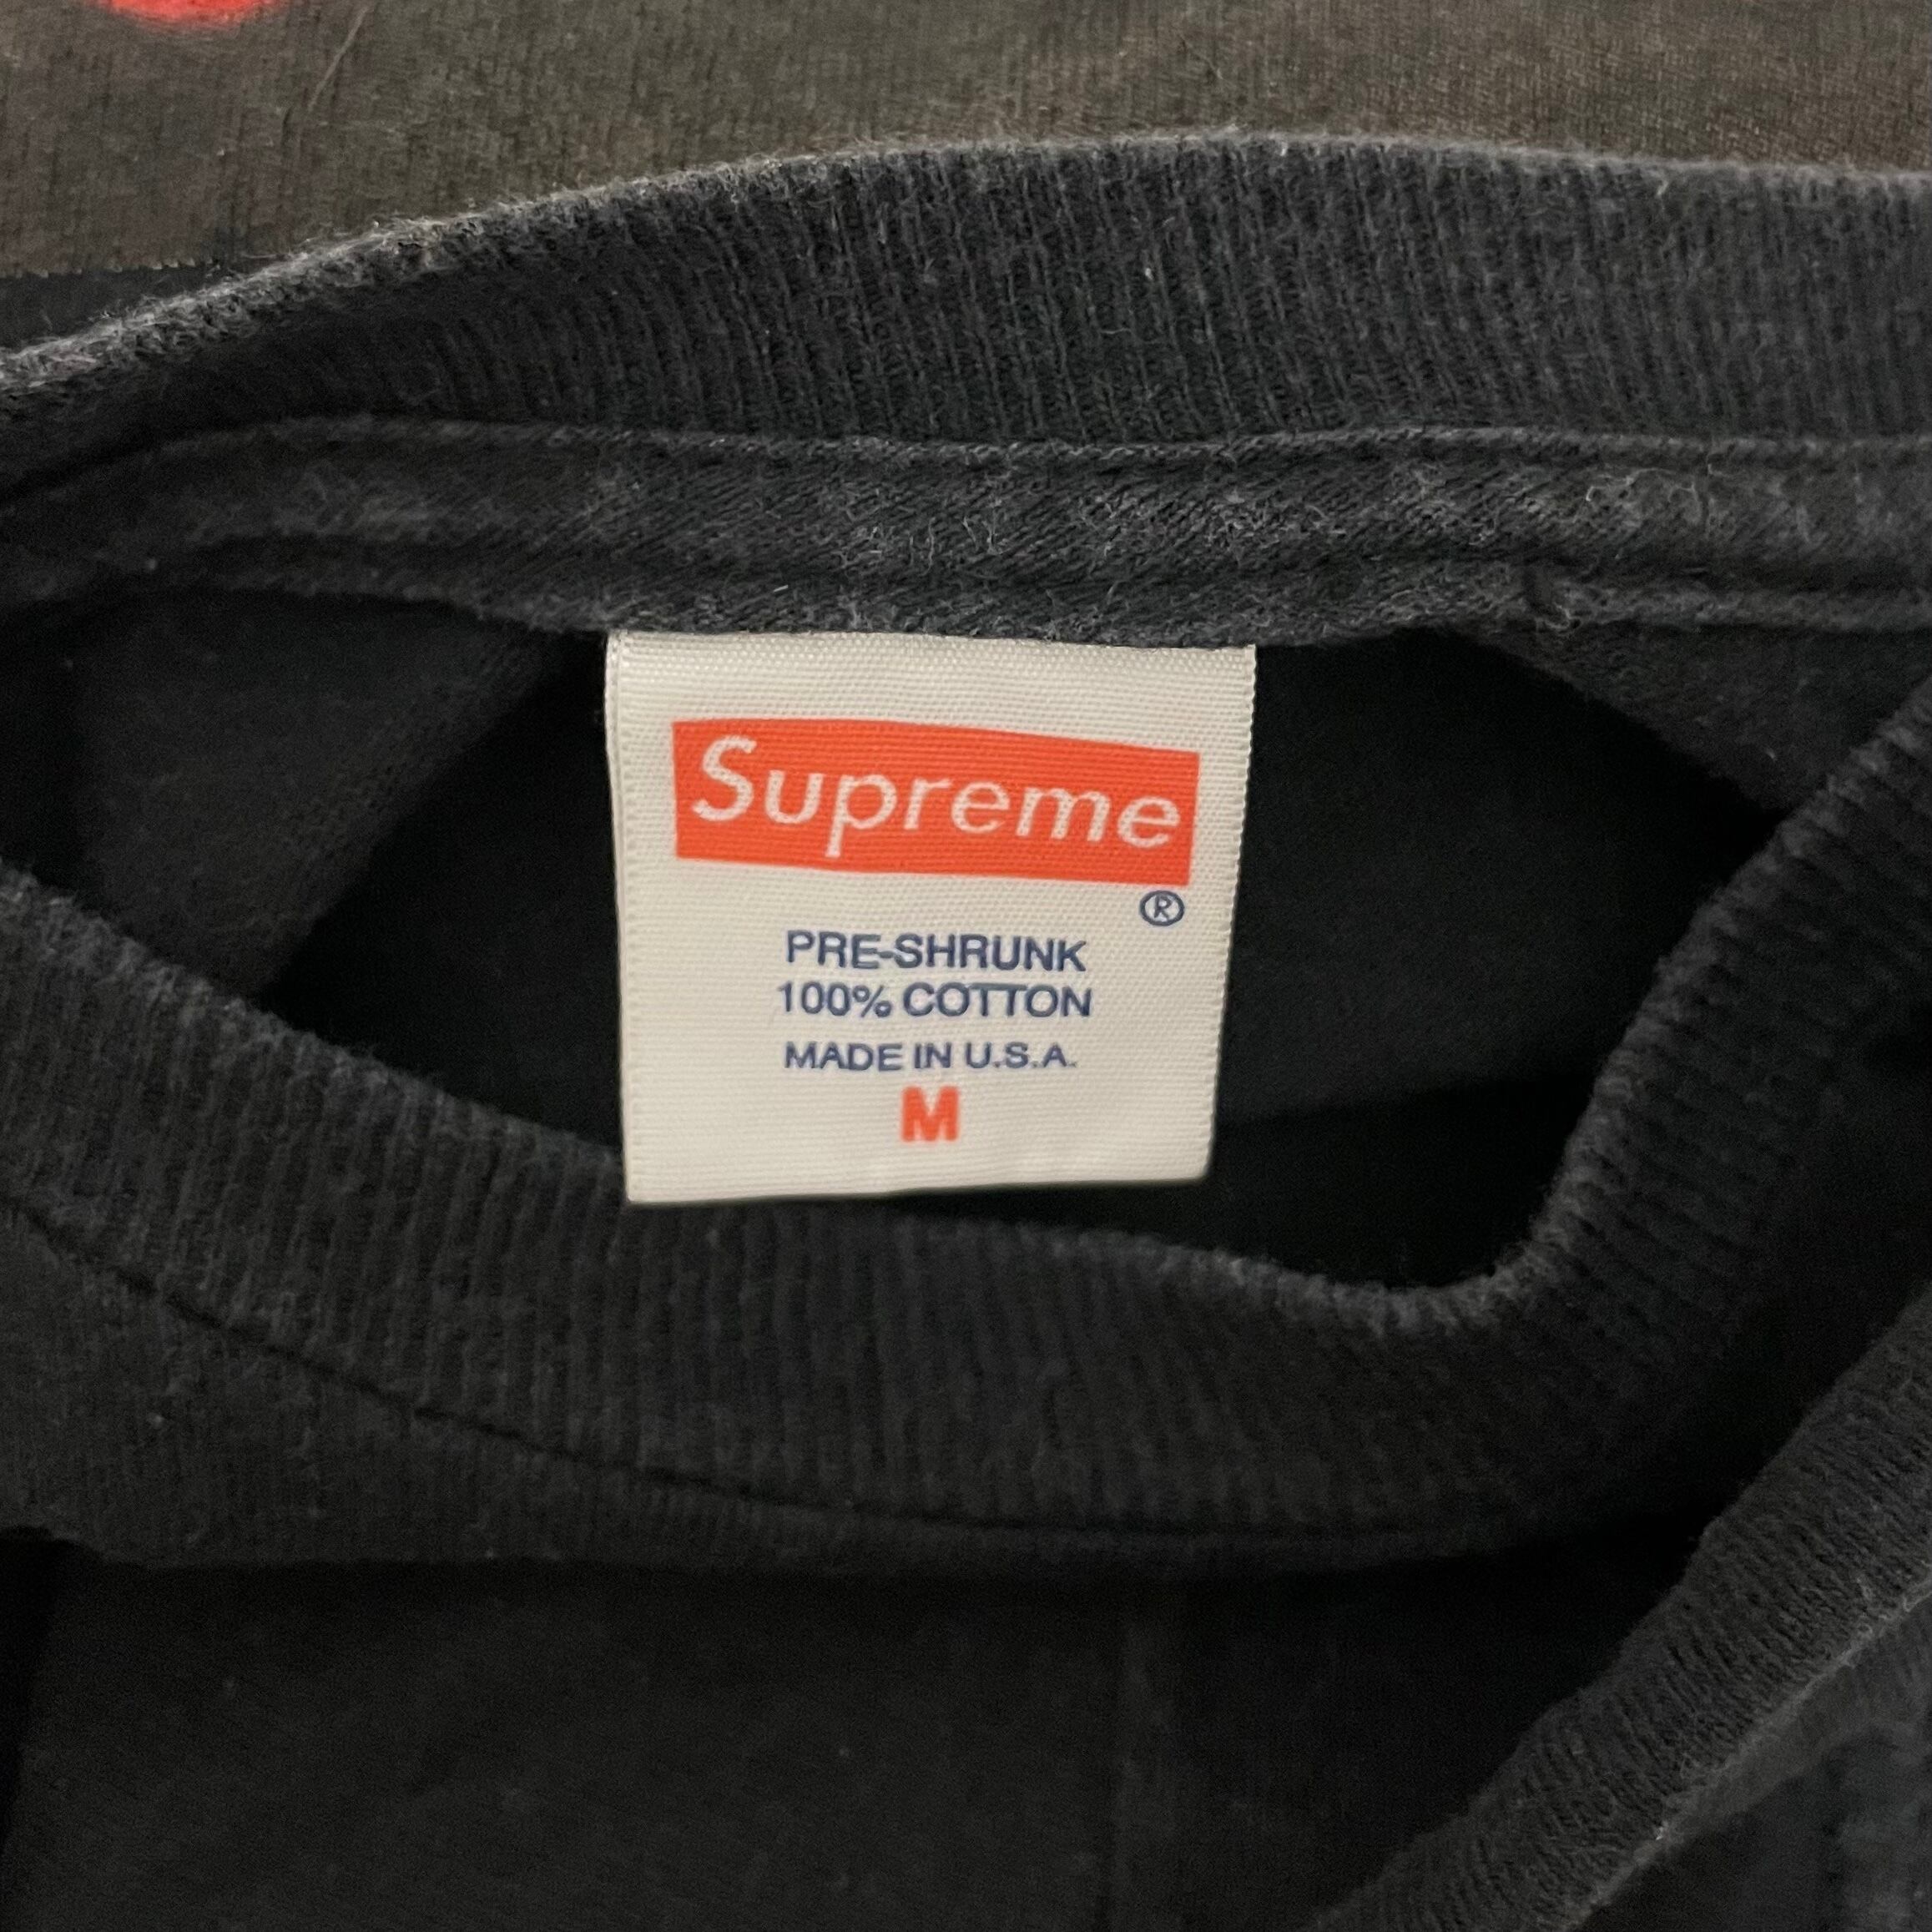 Supreme
®
PRE-SHRUNK
100% COTTON
MADE IN U.S.A.
M